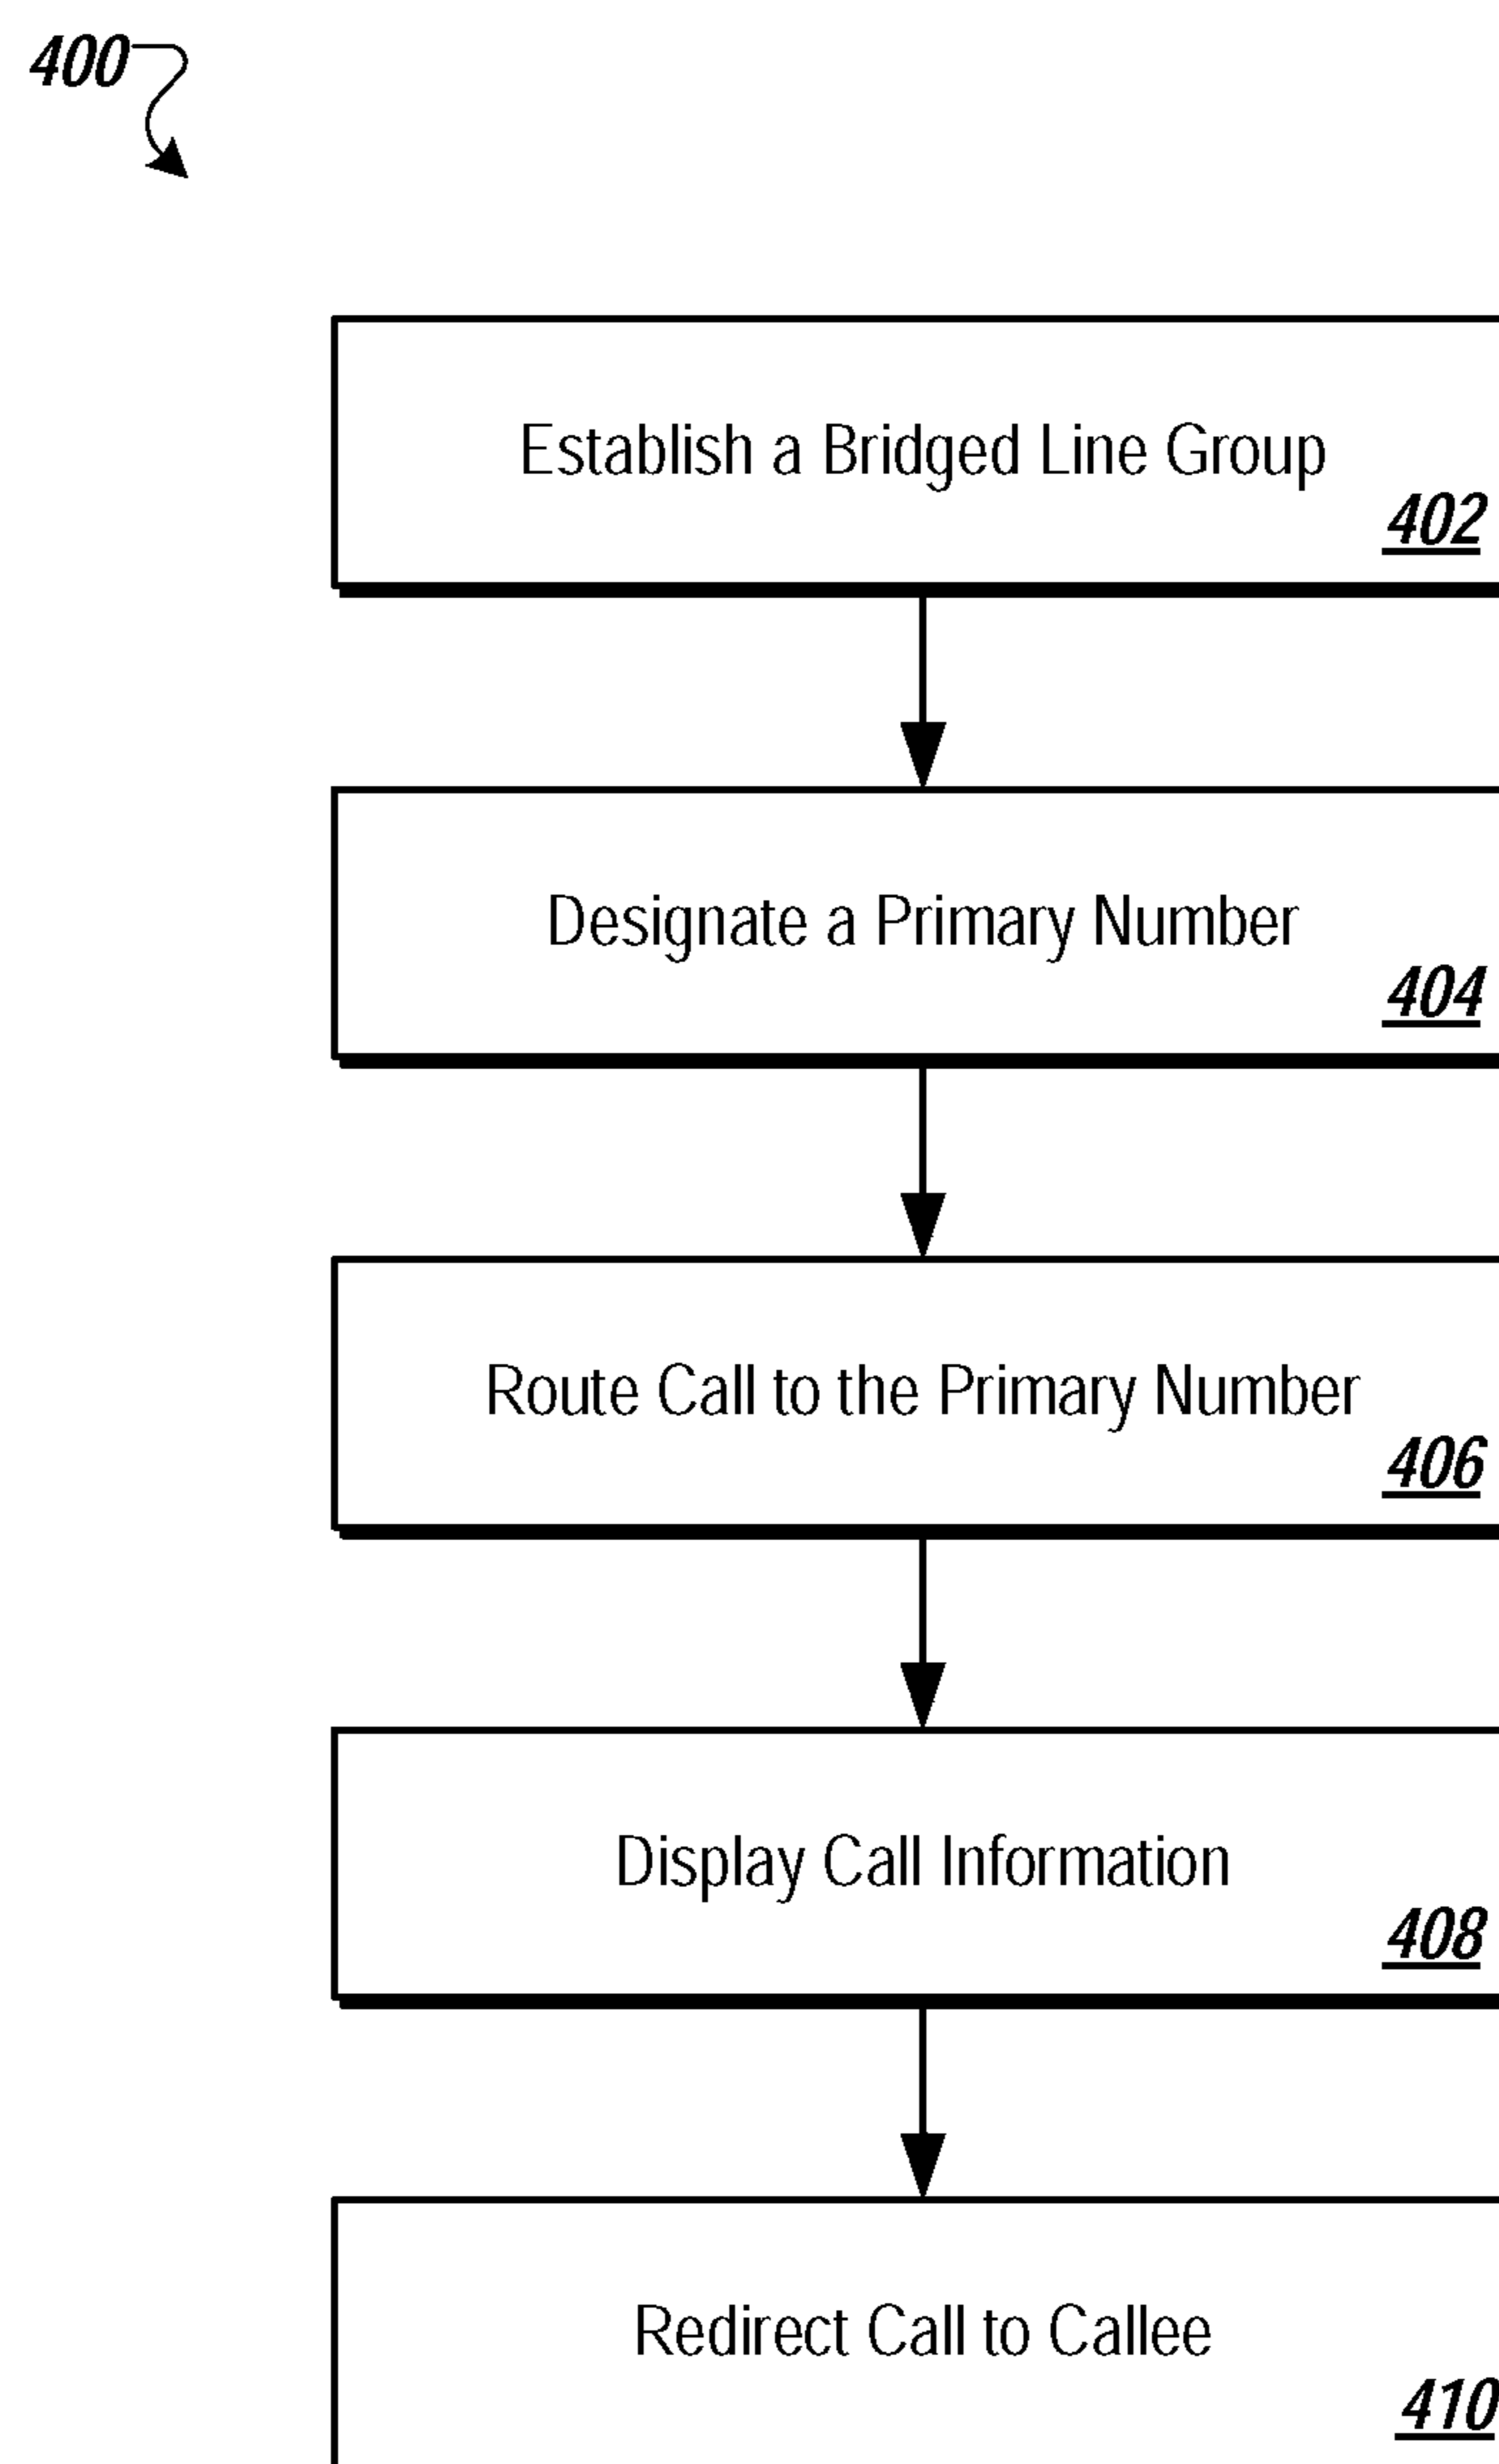 400
Establish a Bridged Line Group
402
Designate a Primary Number
404
Route Call to the Primary Number
406
Display Call Information
408
Redirect Call to Callee
410